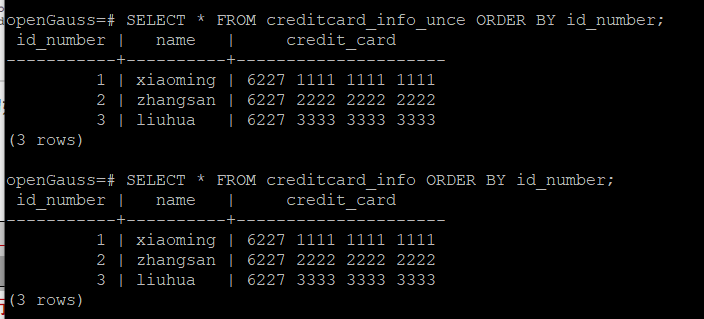 openGauss=# SELECT * FROM creditcard_info_unce ORDER BY id_number;
 id_number |   name   |     credit_card
-----------+----------+---------------------
         1 | xiaoming | 6227 1111 1111 1111
         2 | zhangsan | 6227 2222 2222 2222
         3 | liuhua   | 6227 3333 3333 3333
(3 rows)
openGauss=# SELECT * FROM creditcard_info ORDER BY id_number;
 id_number |   name   |     credit_card
-----------+----------+---------------------
         1 | xiaoming | 6227 1111 1111 1111
         2 | zhangsan | 6227 2222 2222 2222
         3 | liuhua   | 6227 3333 3333 3333
(3 rows)